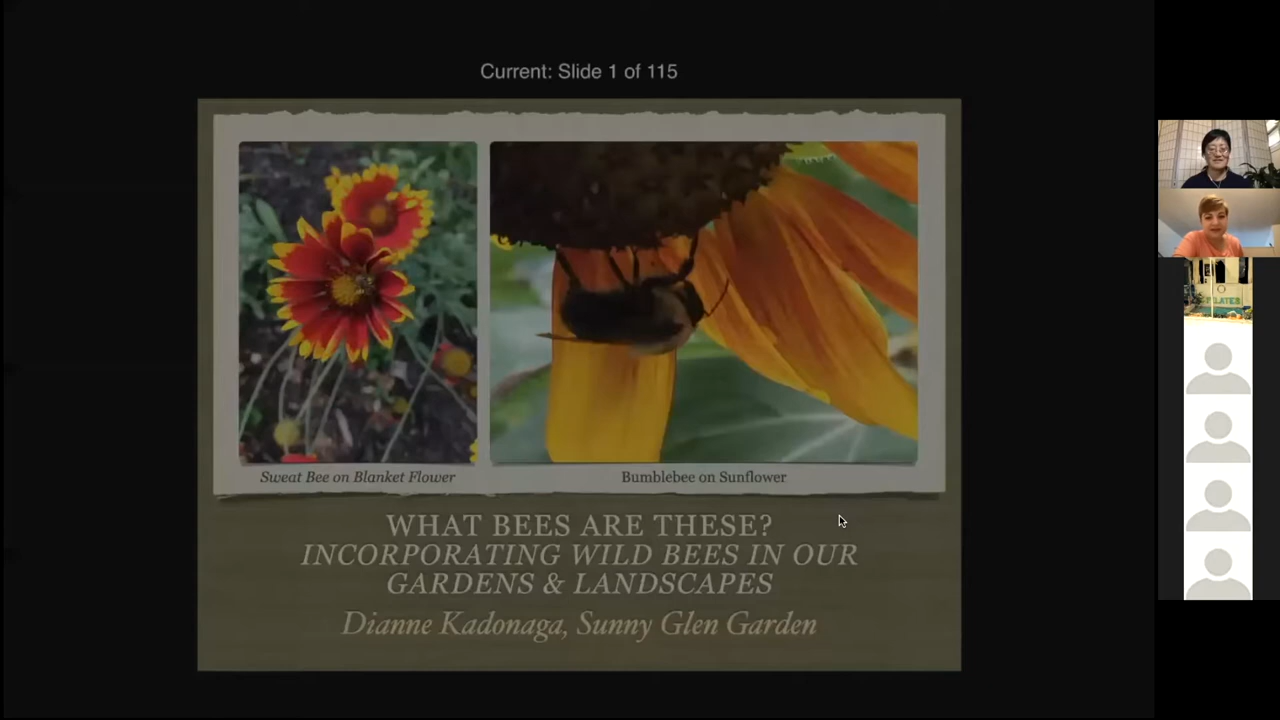 Current: Slide 1 of 115
Sweat Bee on Blanket Flower
Bumblebee on Sunflower
WHAT BEES ARE THESE?
INCORPORATING WILD BEES IN OUR
GARDENS & LANDSCAPES
Dianne Kadonaga, Sunny Glen Garden